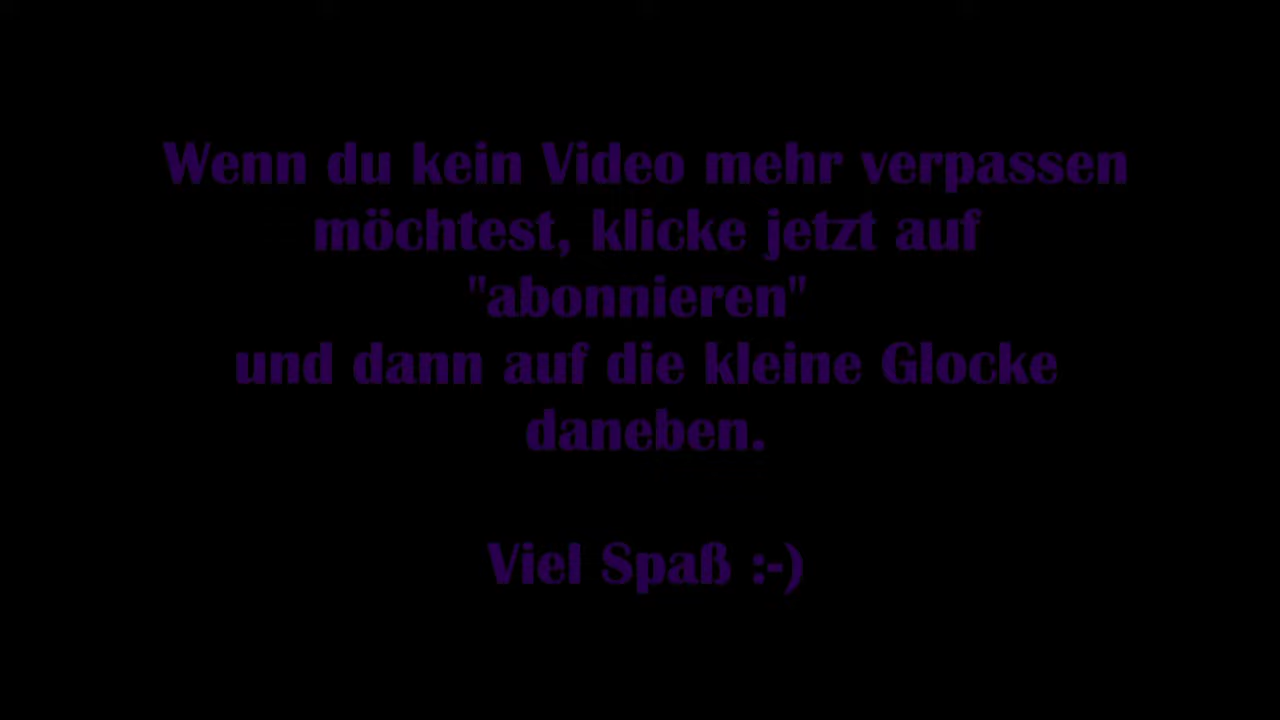 Wenn du kein Video mehr verpassen
möchtest, klicke jetzt auf
"abonnieren"
und dann auf die kleine Glocke
daneben.
Viel Spaß :-)